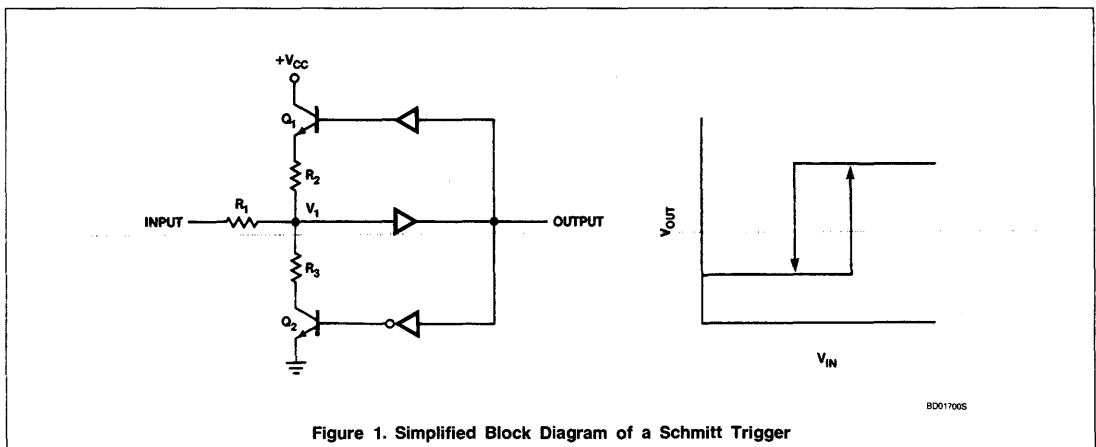 +VCC
Q1
R2
R1
V1
INPUT
OUTPUT
R3
Q2
VOUT
VIN
BD01700S
Figure 1. Simplified Block Diagram of a Schmitt Trigger